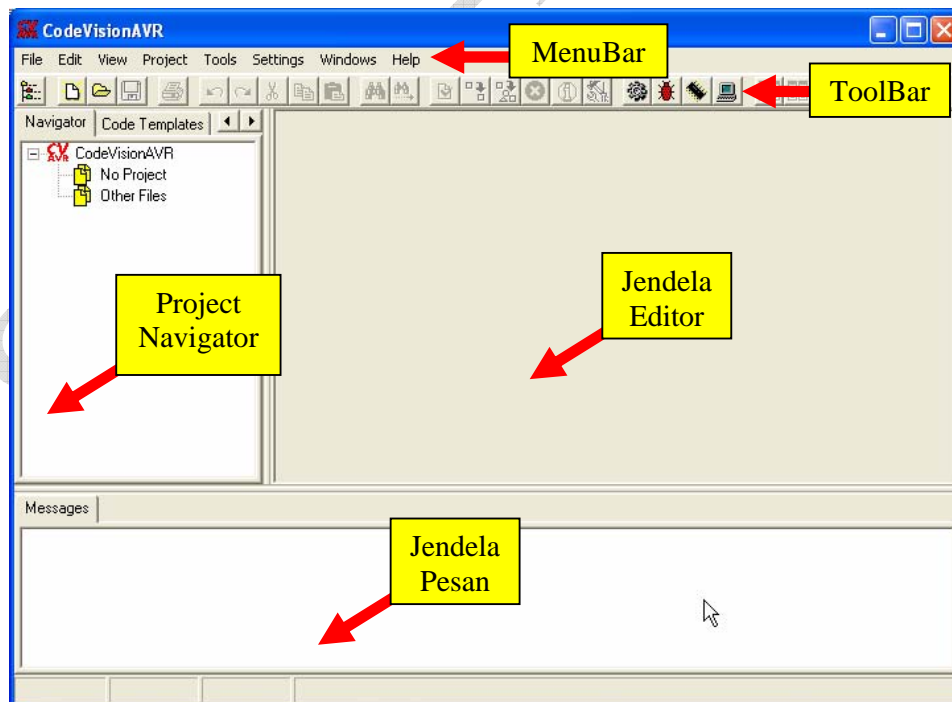 CodeVisionAVR
File Edit View Project Tools Settings Windows Help
MenuBar
ToolBar
Navigator Code Templates
CodeVisionAVR
No Project
Other Files
Project
Navigator
Jendela
Editor
Messages
Jendela
Pesan